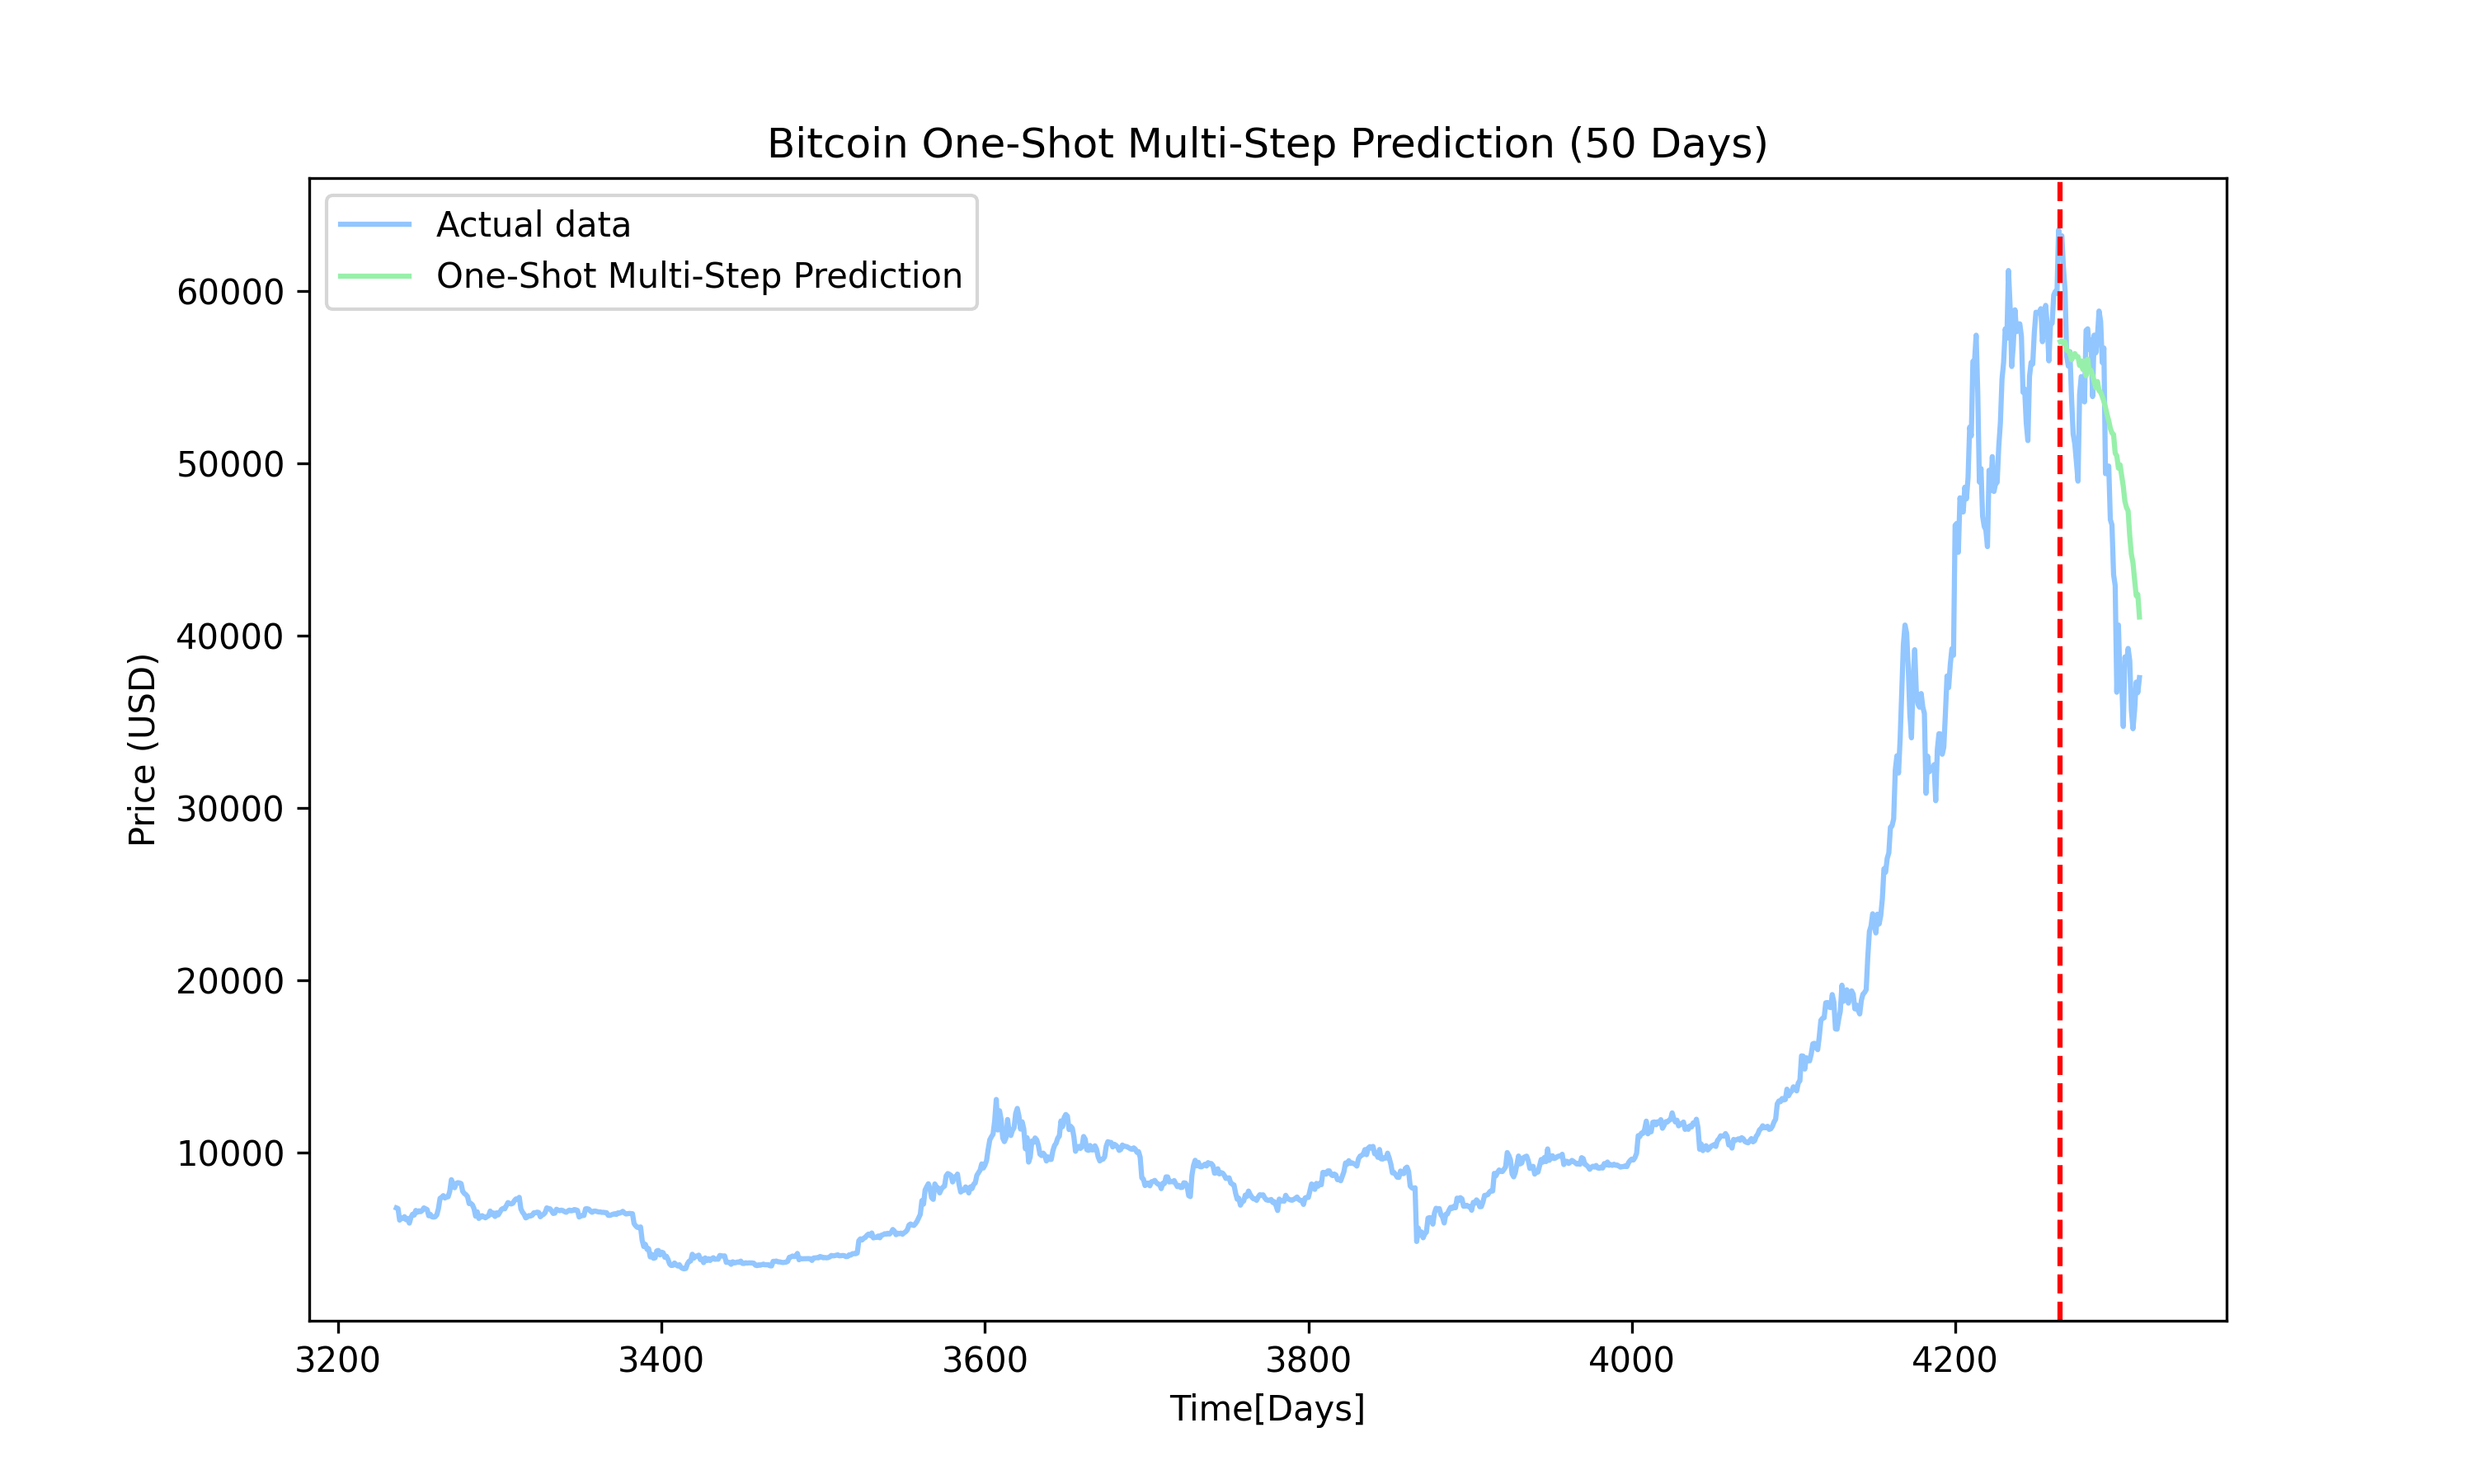 Bitcoin One-Shot Multi-Step Prediction (50 Days)
Actual data
One-Shot Multi-Step Prediction
60000
50000
40000
30000
20000
10000
Price (USD)
3200 3400 3600 3800 4000 4200
Time[Days]